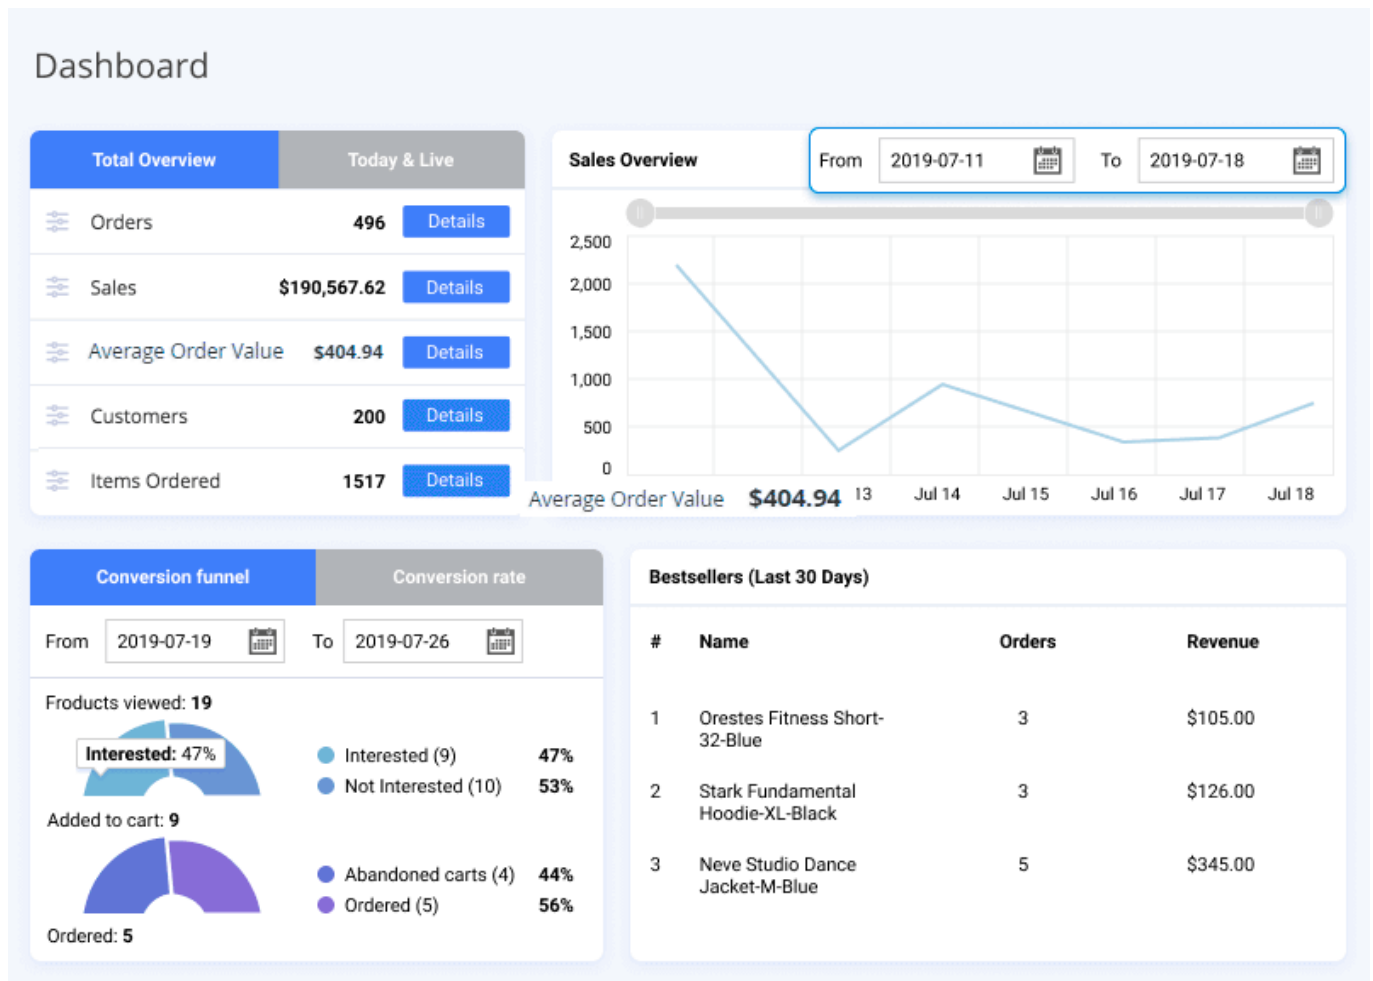 Dashboard
Total Overview
Today & Live
Orders 496 Details
Sales $190,567.62 Details
Average Order Value $404.94 Details
Customers 200 Details
Items Ordered 1517 Details
Sales Overview
From 2019-07-11 To 2019-07-18
2,500
2,000
1,500
1,000
500
0
Average Order Value $404.94
13 Jul 14 Jul 15 Jul 16 Jul 17 Jul 18
Conversion funnel
Conversion rate
From 2019-07-19 To 2019-07-26
Froducts viewed: 19
Interested: 47%
Interested (9) 47%
Not Interested (10) 53%
Added to cart: 9
Abandoned carts (4) 44%
Ordered (5) 56%
Ordered: 5
Bestsellers (Last 30 Days)
# Name Orders Revenue
1 Orestes Fitness Short- 3 $105.00
32-Blue
2 Stark Fundamental 3 $126.00
Hoodie-XL-Black
3 Neve Studio Dance 5 $345.00
Jacket-M-Blue